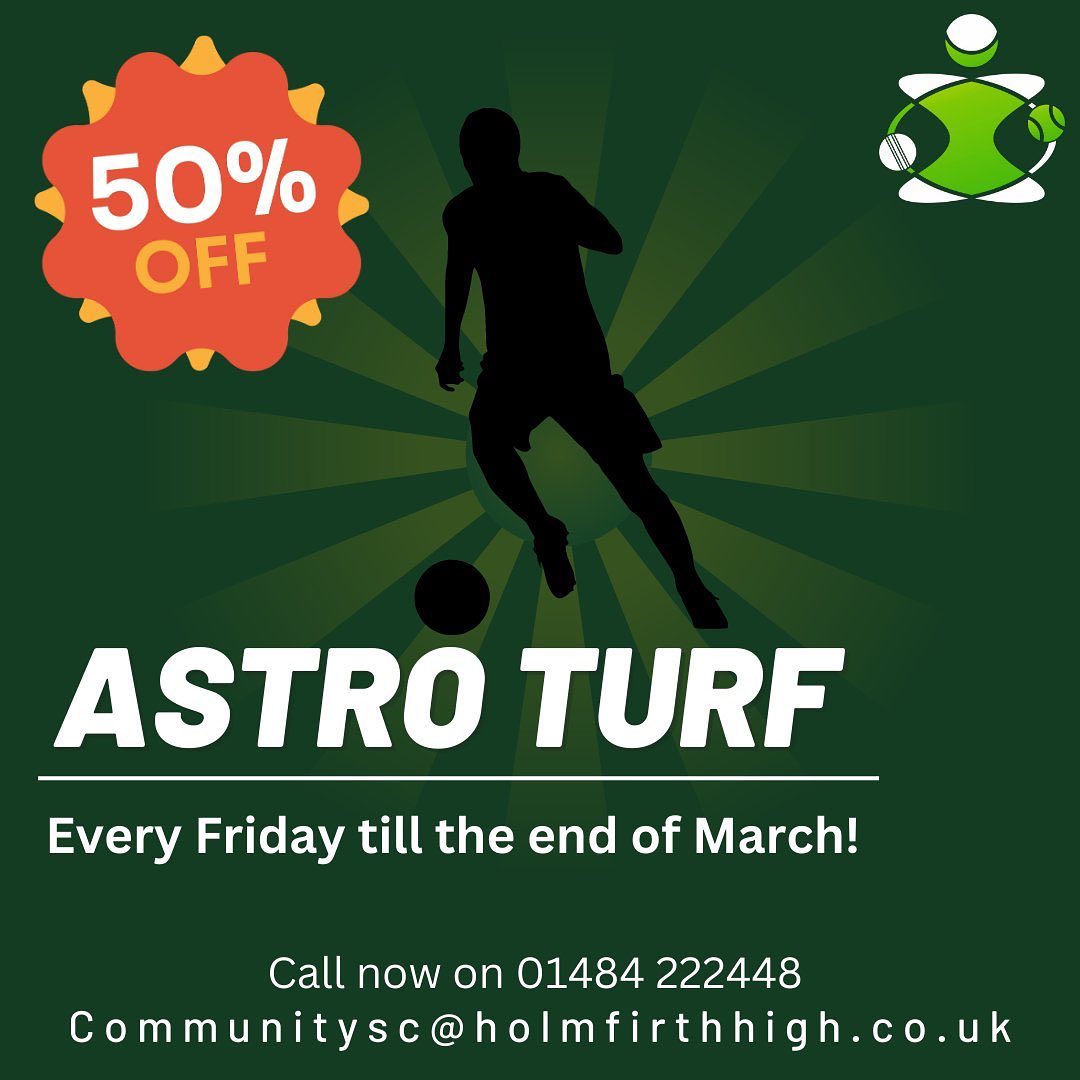 50%
OFF
ASTRO TURF
Every Friday till the end of March!
Call now on 01484 222448
Communitysc@holmfirthhigh.co.uk